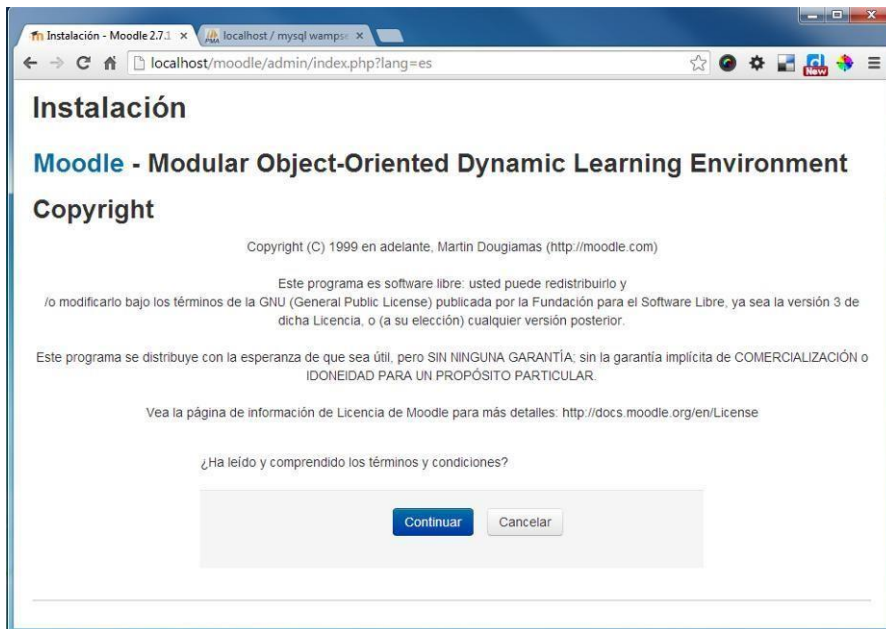 Instalación - Moodle 2.7.1
localhost / mysql wampse
localhost/moodle/admin/index.php?lang=es
New
Instalación
Moodle - Modular Object-Oriented Dynamic Learning Environment
Copyright
Copyright (C) 1999 en adelante, Martin Dougiamas (http://moodle.com)
Este programa es software libre: usted puede redistribuirlo y
/o modificarlo bajo los términos de la GNU (General Public License) publicada por la Fundación para el Software Libre, ya sea la versión 3 de
dicha Licencia, o (a su elección) cualquier versión posterior.
Este programa se distribuye con la esperanza de que sea útil, pero SIN NINGUNA GARANTÍA; sin la garantía implícita de COMERCIALIZACIÓN o
IDONEIDAD PARA UN PROPÓSITO PARTICULAR.
Vea la página de información de Licencia de Moodle para más detalles: http://docs.moodle.org/en/License
¿Ha leído y comprendido los términos y condiciones?
Continuar
Cancelar